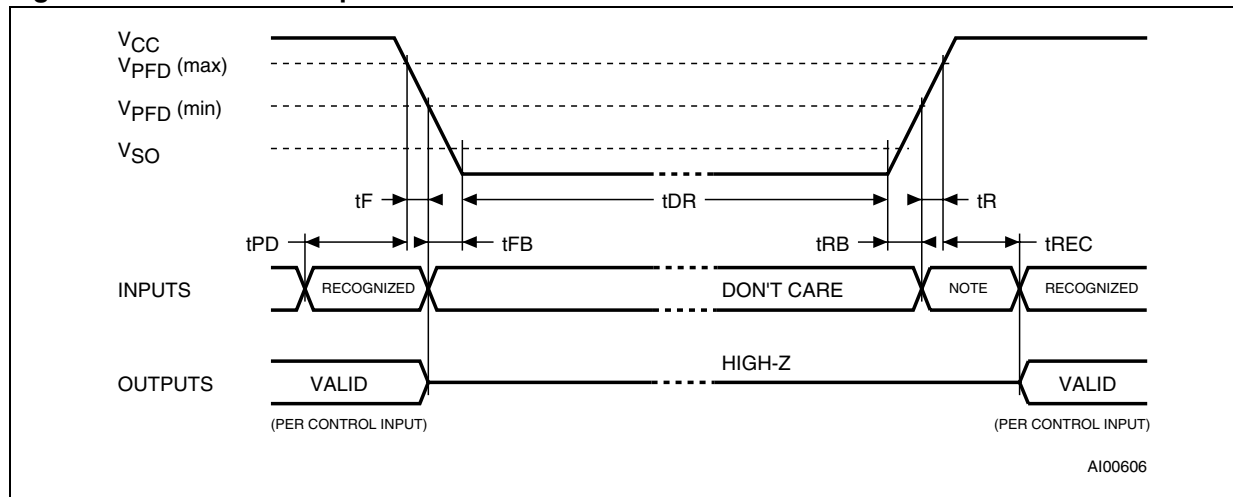 VCC
VPFD (max)
VPFD (min)
VSO
tF
tDR
tR
tPD
tFB
tRB
tREC
INPUTS
RECOGNIZED
DON'T CARE
NOTE
RECOGNIZED
HIGH-Z
OUTPUTS
VALID
VALID
(PER CONTROL INPUT)
(PER CONTROL INPUT)
AI00606